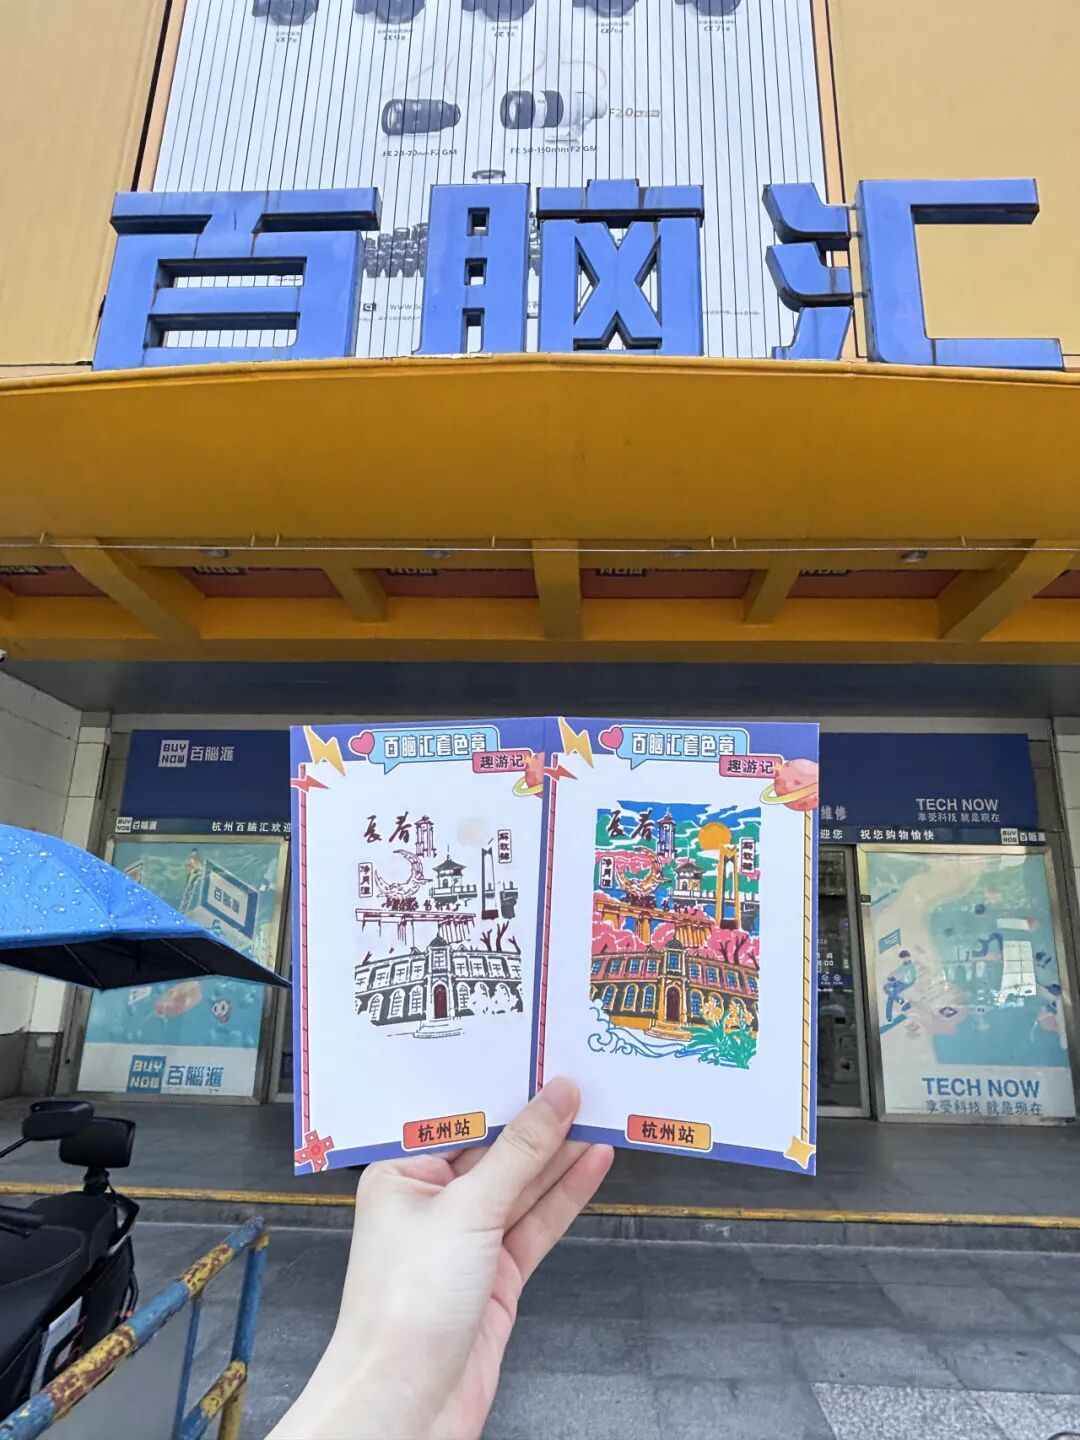 FE 28-70mm F2 GM
FE 50-150mm F2 GM
百脑汇
BUY NOW 百腦滙
TECH NOW
享受科技 就是现在
维修
杭州百脑汇欢迎
迎您 祝您购物愉快
BUY NOW 百腦滙
百脑汇套色章
趣游记
长春
净月潭
杭州站
百脑汇套色章
趣游记
长春
净月潭
杭州站
BUY NOW 百腦滙
TECH NOW
享受科技 就是现在